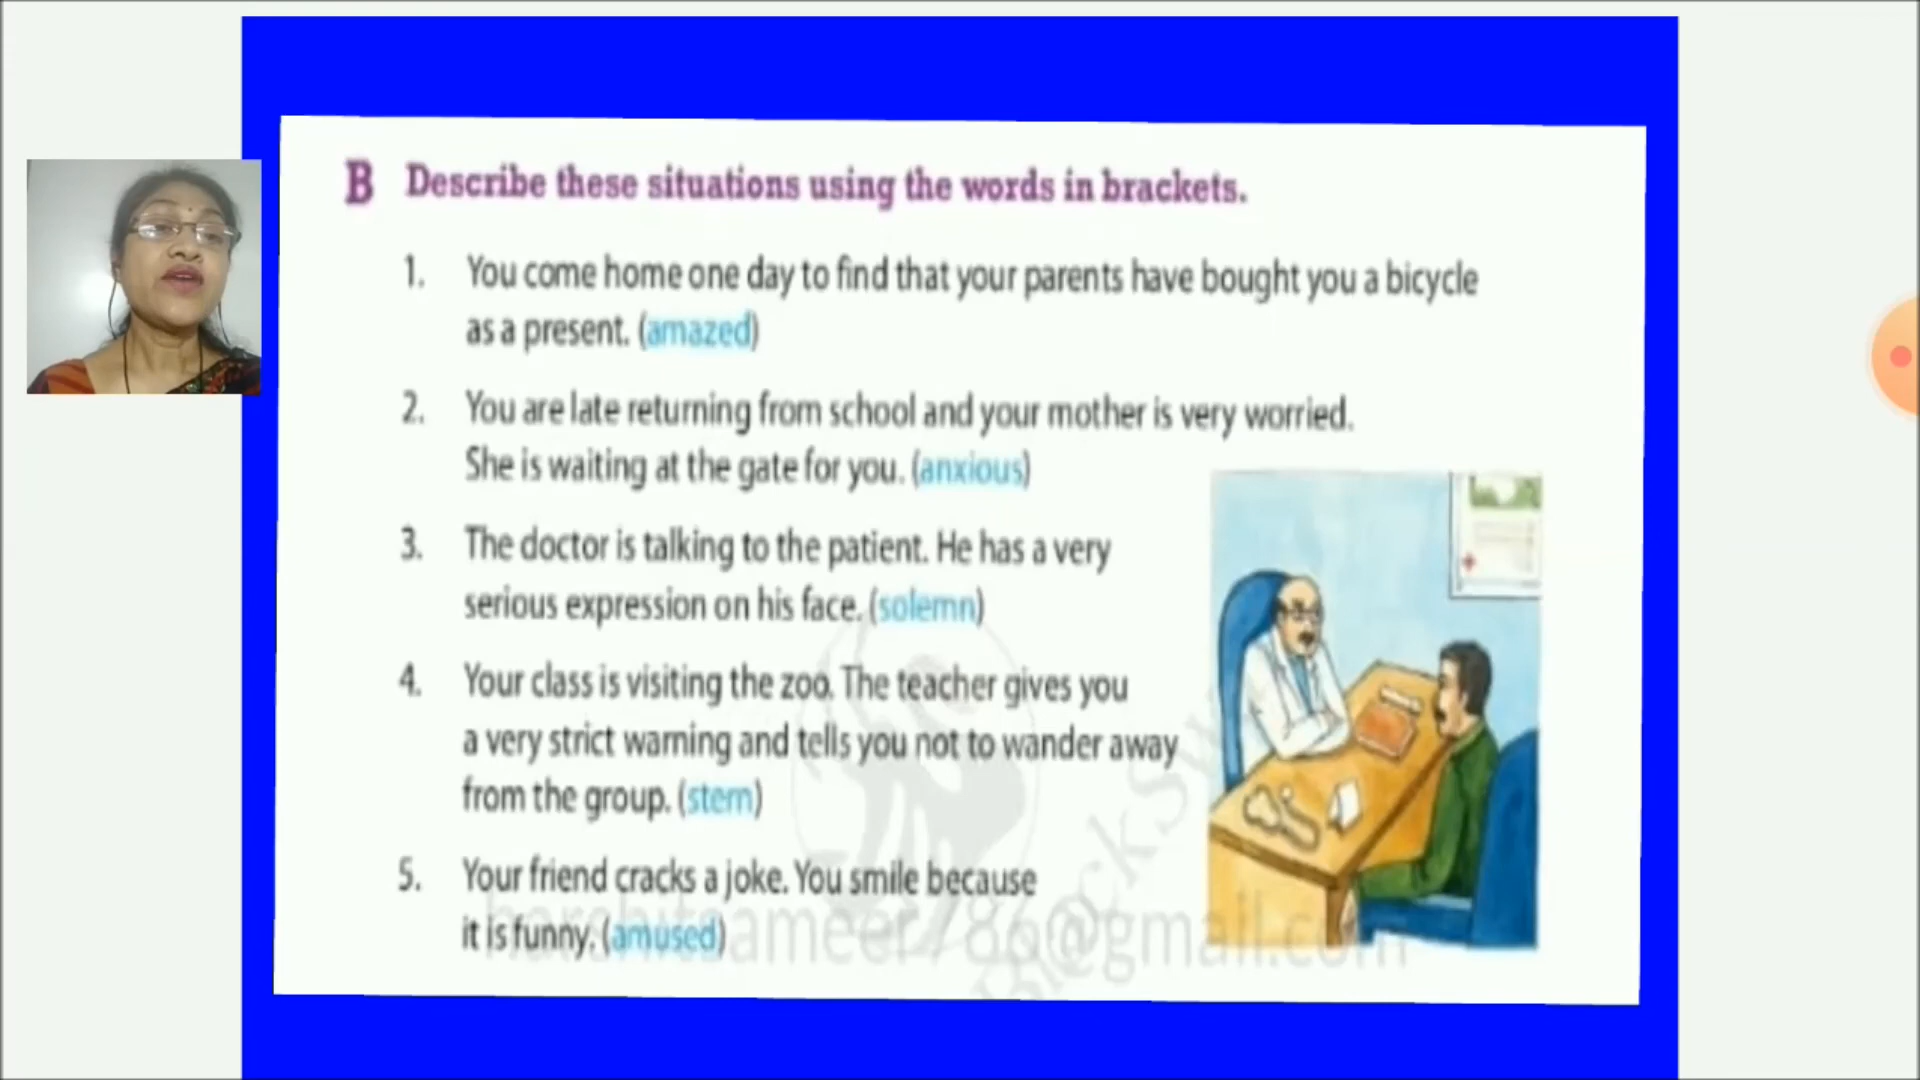 B Describe these situations using the words in brackets.
1. You come home one day to find that your parents have bought you a bicycle
as a present. (amazed)
2. You are late returning from school and your mother is very worried.
She is waiting at the gate for you. (anxious)
3. The doctor is talking to the patient. He has a very
serious expression on his face. (solemn)
4. Your class is visiting the zoo. The teacher gives you
a very strict warning and tells you not to wander away
from the group. (stern)
5. Your friend cracks a joke. You smile because
it is funny. (amused)